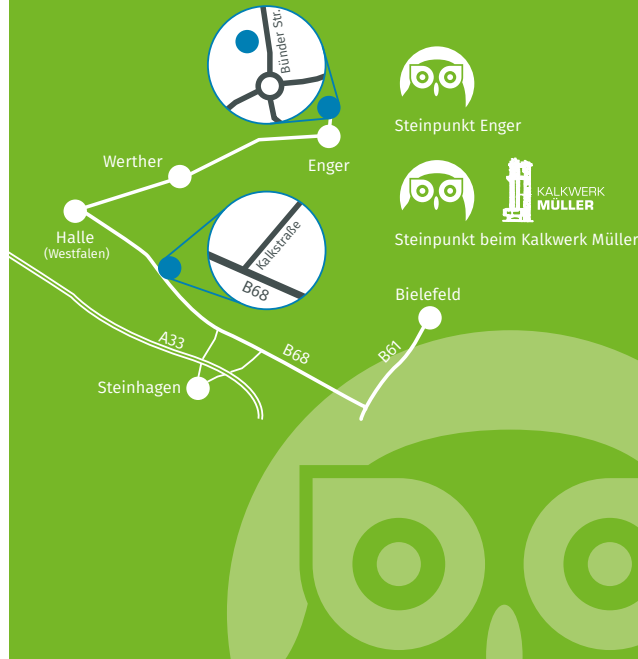 Bünder Str.
Steinpunkt Enger
Werther
Enger
KALKWERK
MÜLLER
Halle
(Westfalen)
Kalkstraße
B68
Steinpunkt beim Kalkwerk Müller
Bielefeld
A33
B68
B61
Steinhagen